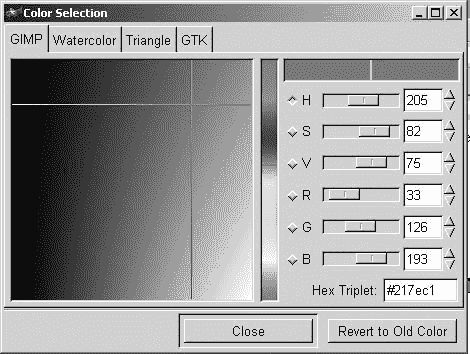 Color Selection
GIMP Watercolor Triangle GTK
H 205
S 82
V 75
R 33
G 126
B 193
Hex Triplet: #217ec1
Close Revert to Old Color